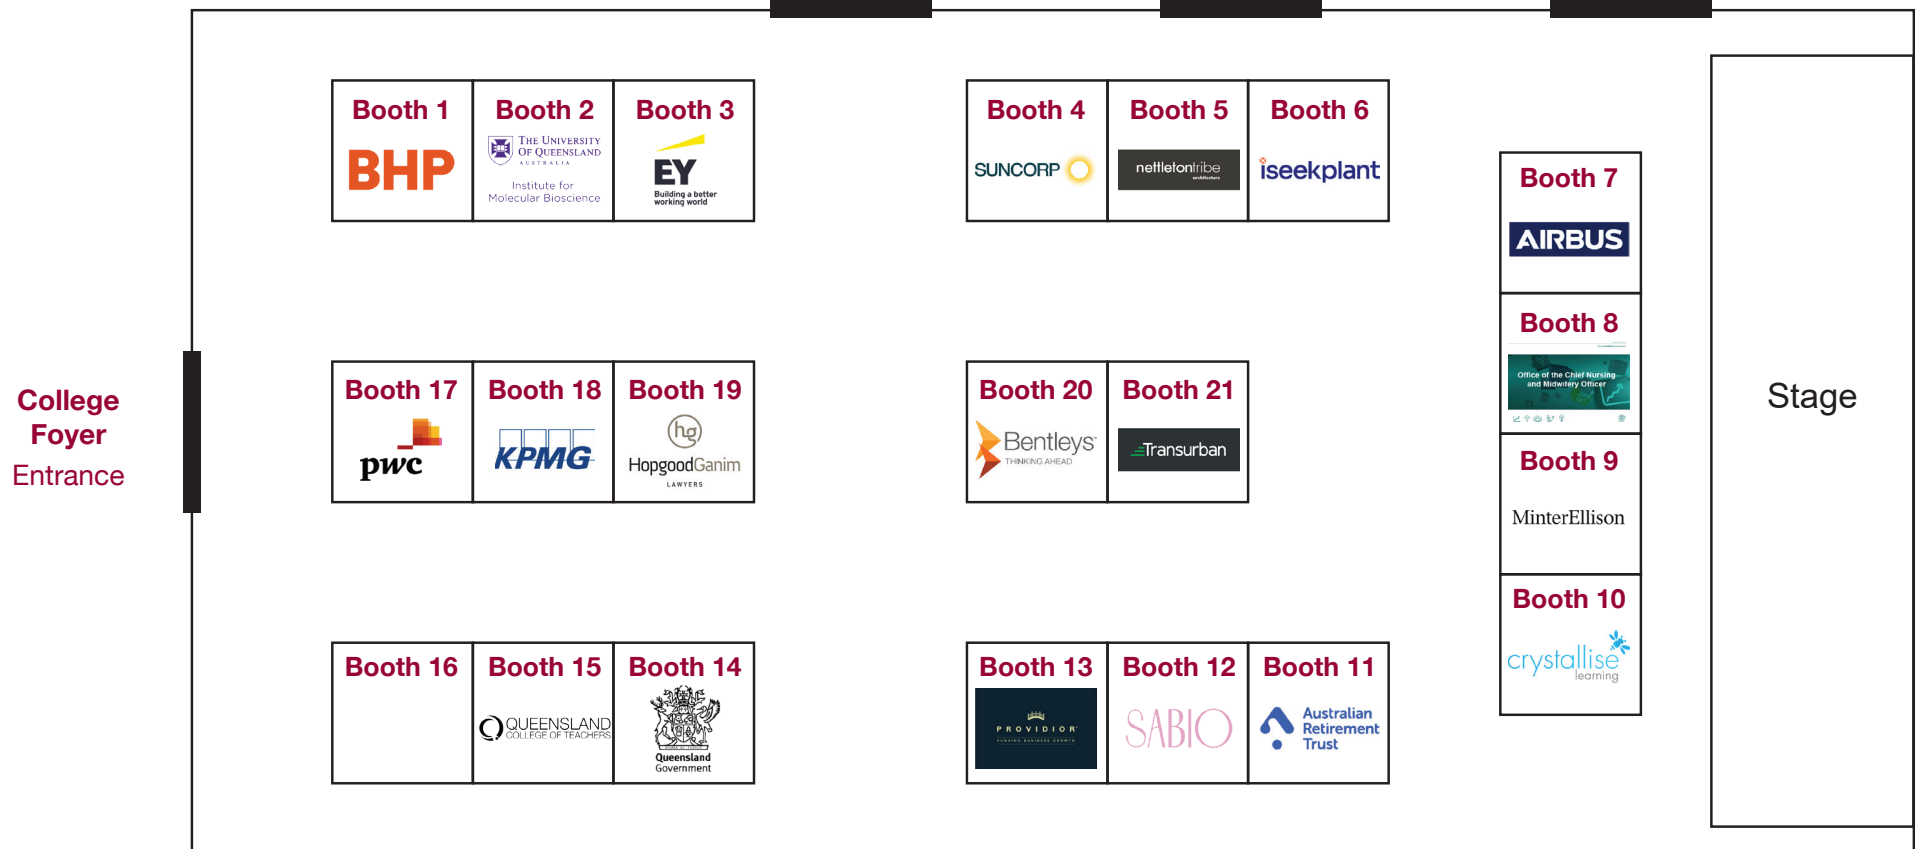 Booth 1
BHP
Booth 2
THE UNIVERSITY
OF QUEENSLAND
AUSTRALIA
Institute for
Molecular Bioscience
Booth 3
EY
Building a better
working world
Booth 4
SUNCORP
Booth 5
nettletontribe
architecture
Booth 6
iseekplant
Booth 7
AIRBUS
Booth 8
Office of the Chief Nursing
and Midwifery Officer
Booth 9
MinterEllison
Booth 10
crystallise
learning
Stage
College
Foyer
Entrance
Booth 17
pwc
Booth 18
KPMG
Booth 19
hg
HopgoodGanim
LAWYERS
Booth 20
Bentleys
THINKING AHEAD
Booth 21
Transurban
Booth 16
Booth 15
QUEENSLAND
COLLEGE OF TEACHERS
Booth 14
Queensland
Government
Booth 13
PROVIDIOR
FUNDING BUSINESS GROWTH
Booth 12
SABIO
Booth 11
Australian
Retirement
Trust